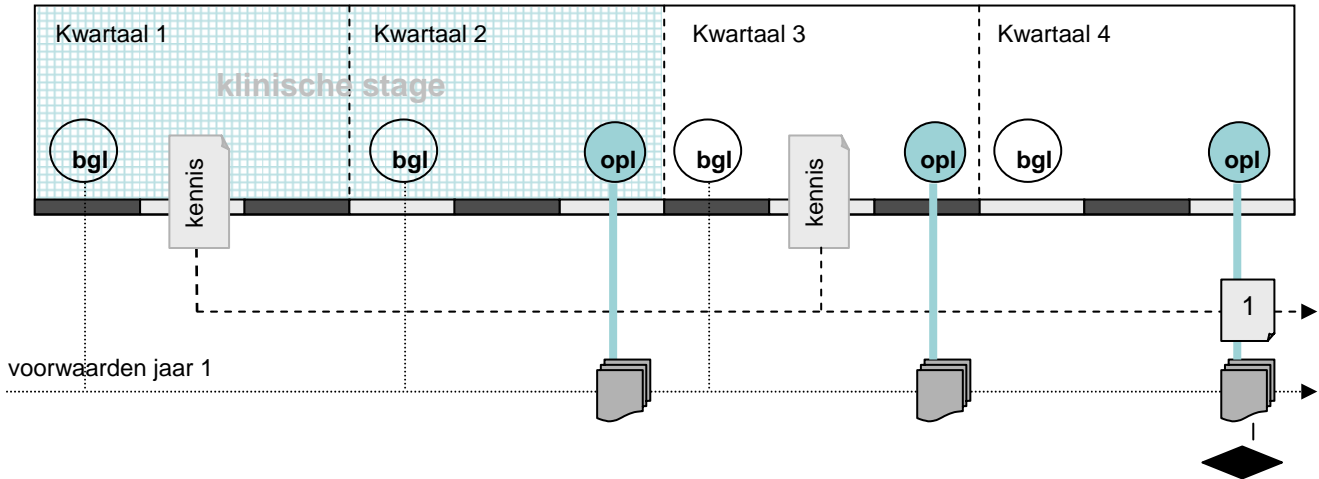 Kwartaal 1
Kwartaal 2
Kwartaal 3
Kwartaal 4
klinische stage
bgl
kennis
bgl
opl
bgl
kennis
opl
bgl
opl
1
voorwaarden jaar 1